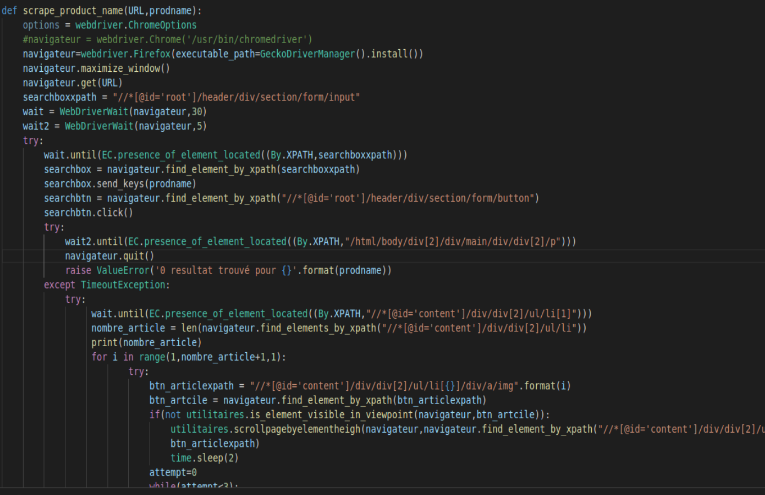 def scrape_product_name(URL,prodname):
    options = webdriver.ChromeOptions
    #navigateur = webdriver.Chrome('/usr/bin/chromedriver')
    navigateur=webdriver.Firefox(executable_path=GeckoDriverManager().install())
    navigateur.maximize_window()
    navigateur.get(URL)
    searchboxxpath = "//*[@id='root']/header/div/section/form/input"
    wait = WebDriverWait(navigateur,30)
    wait2 = WebDriverWait(navigateur,5)
    try:
        wait.until(EC.presence_of_element_located((By.XPATH,searchboxxpath)))
        searchbox = navigateur.find_element_by_xpath(searchboxxpath)
        searchbox.send_keys(prodname)
        searchbtn = navigateur.find_element_by_xpath("//*[@id='root']/header/div/section/form/button")
        searchbtn.click()
        try:
            wait2.until(EC.presence_of_element_located((By.XPATH,"/html/body/div[2]/div/main/div/div[2]/p")))
            navigateur.quit()
            raise ValueError('0 resultat trouvé pour {}'.format(prodname))
        except TimeoutException:
            try:
                wait.until(EC.presence_of_element_located((By.XPATH,"//*[@id='content']/div/div[2]/ul/li[1]")))
                nombre_article = len(navigateur.find_elements_by_xpath("//*[@id='content']/div/div[2]/ul/li"))
                print(nombre_article)
                for i in range(1,nombre_article+1,1):
                    try:
                        btn_articlexpath = "//*[@id='content']/div/div[2]/ul/li[{}]/div/a/img".format(i)
                        btn_artcile = navigateur.find_element_by_xpath(btn_articlexpath)
                        if(not utilitaires.is_element_visible_in_viewpoint(navigateur,btn_artcile)):
                            utilitaires.scrollpagebyelementheigh(navigateur,navigateur.find_element_by_xpath("//*[@id='content']/div/div[2]/u
                            btn_articlexpath)
                            time.sleep(2)
                        attempt=0
                        while(attempt<3):